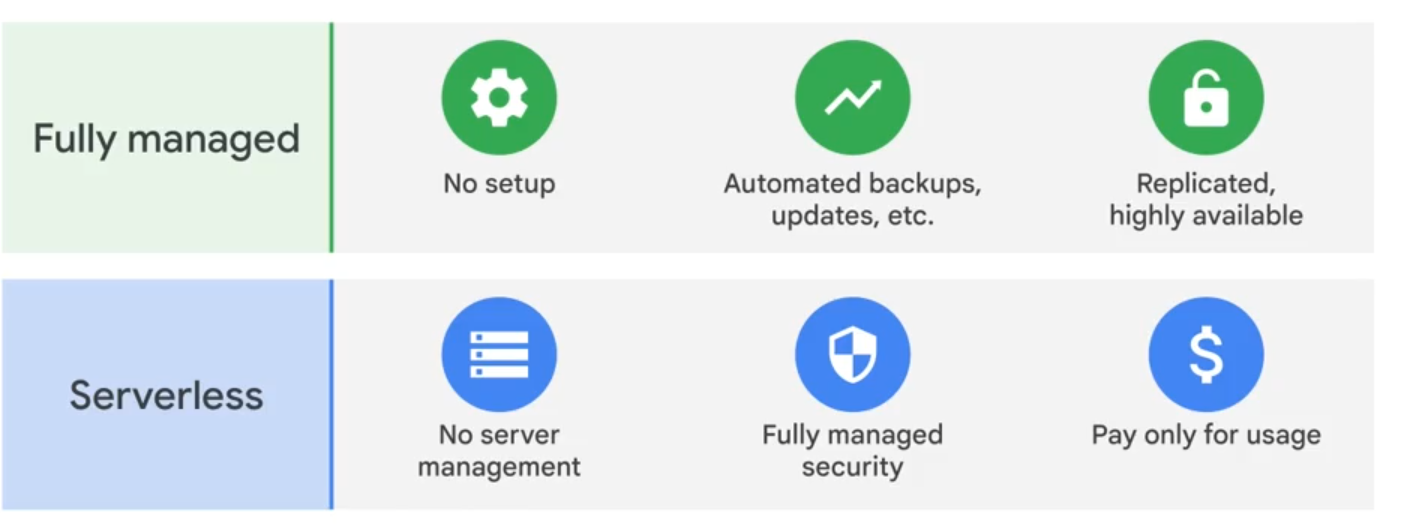 Fully managed
No setup
Automated backups,
updates, etc.
Replicated,
highly available
Serverless
No server
management
Fully managed
security
Pay only for usage